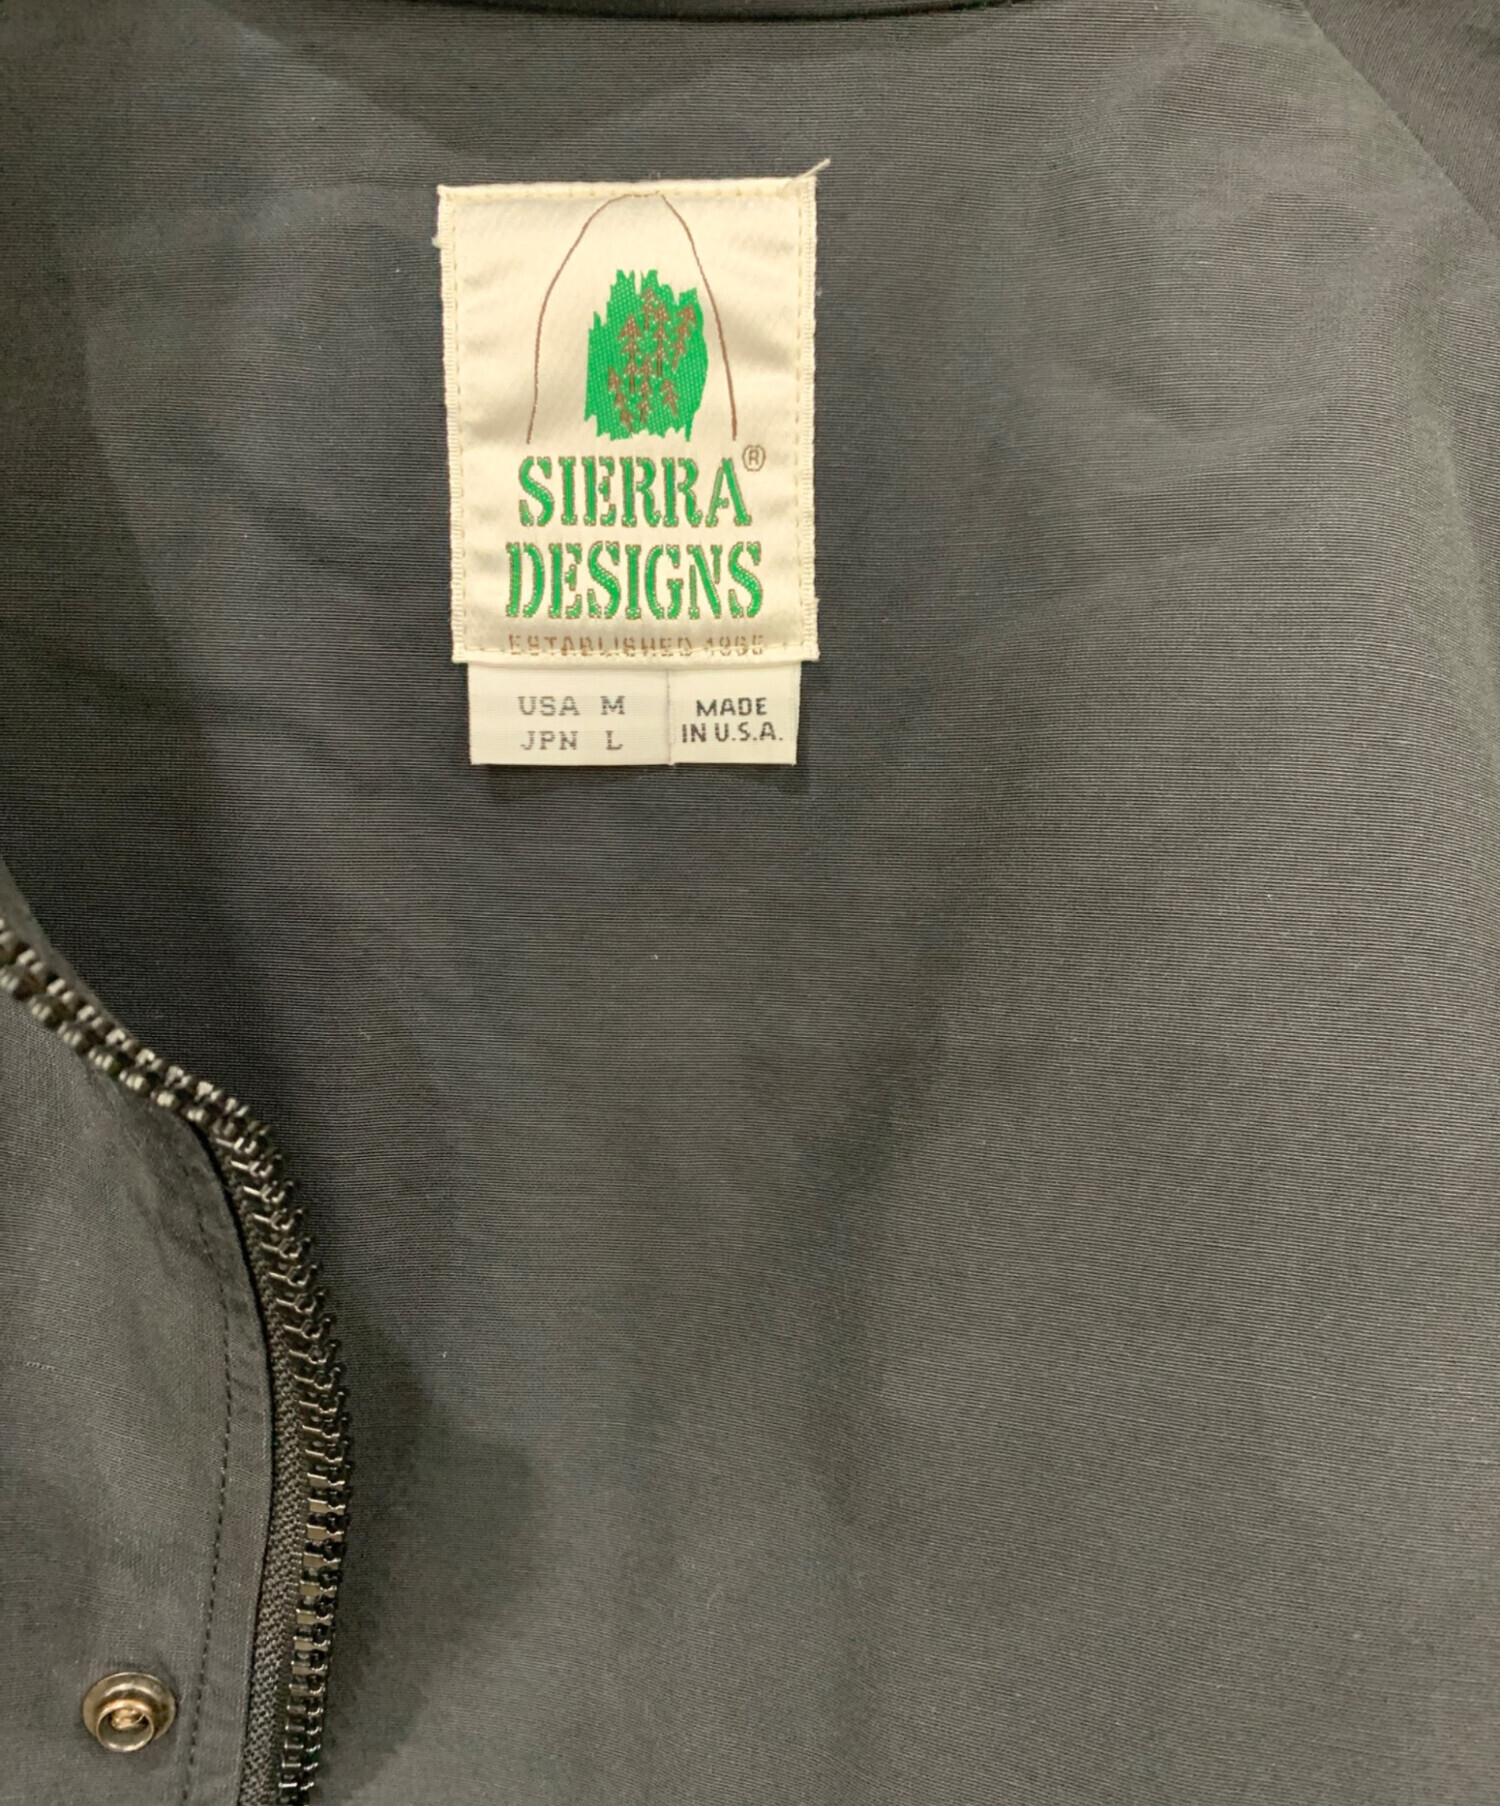 SIERRA®
DESIGNS
ESTABLISHED 1965
USA M
JPN L
MADE
IN U.S.A.